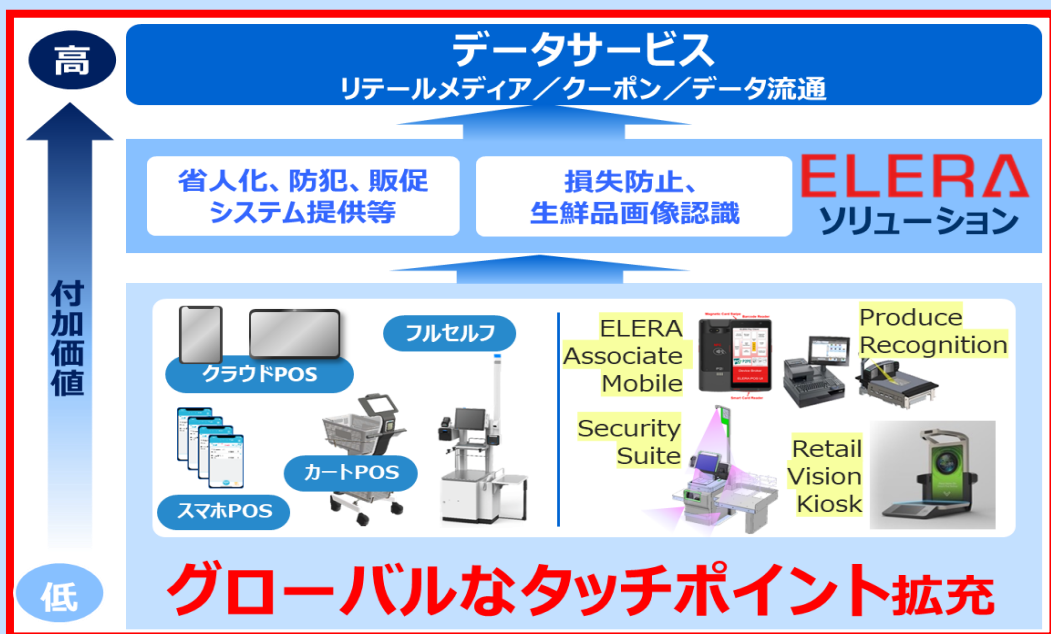 高
データサービス
リテールメディア／クーポン／データ流通
省人化、防犯、販促
システム提供等
損失防止、
生鮮品画像認識
ELERA
ソリューション
付加価値
クラウドPOS
フルセルフ
スマホPOS
カートPOS
ELERA
Associate
Mobile
Produce
Recognition
Security
Suite
Retail
Vision
Kiosk
低
グローバルなタッチポイント拡充